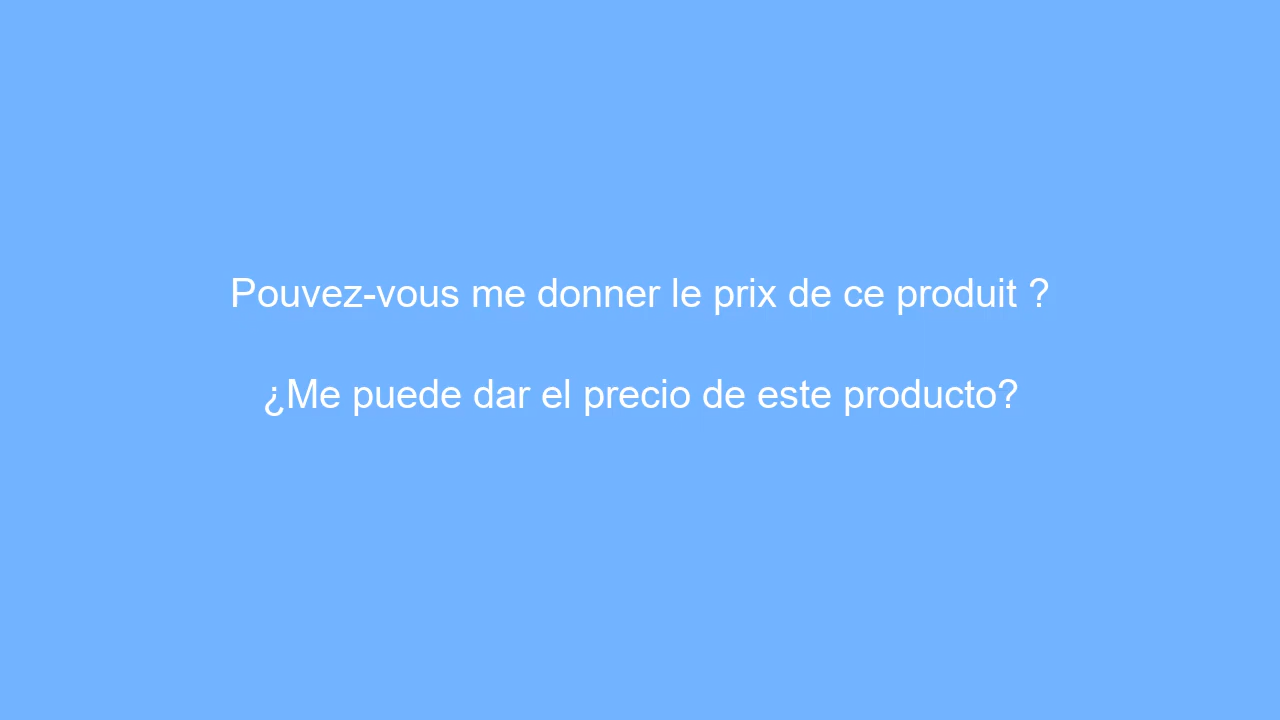 Pouvez-vous me donner le prix de ce produit ?
¿Me puede dar el precio de este producto?